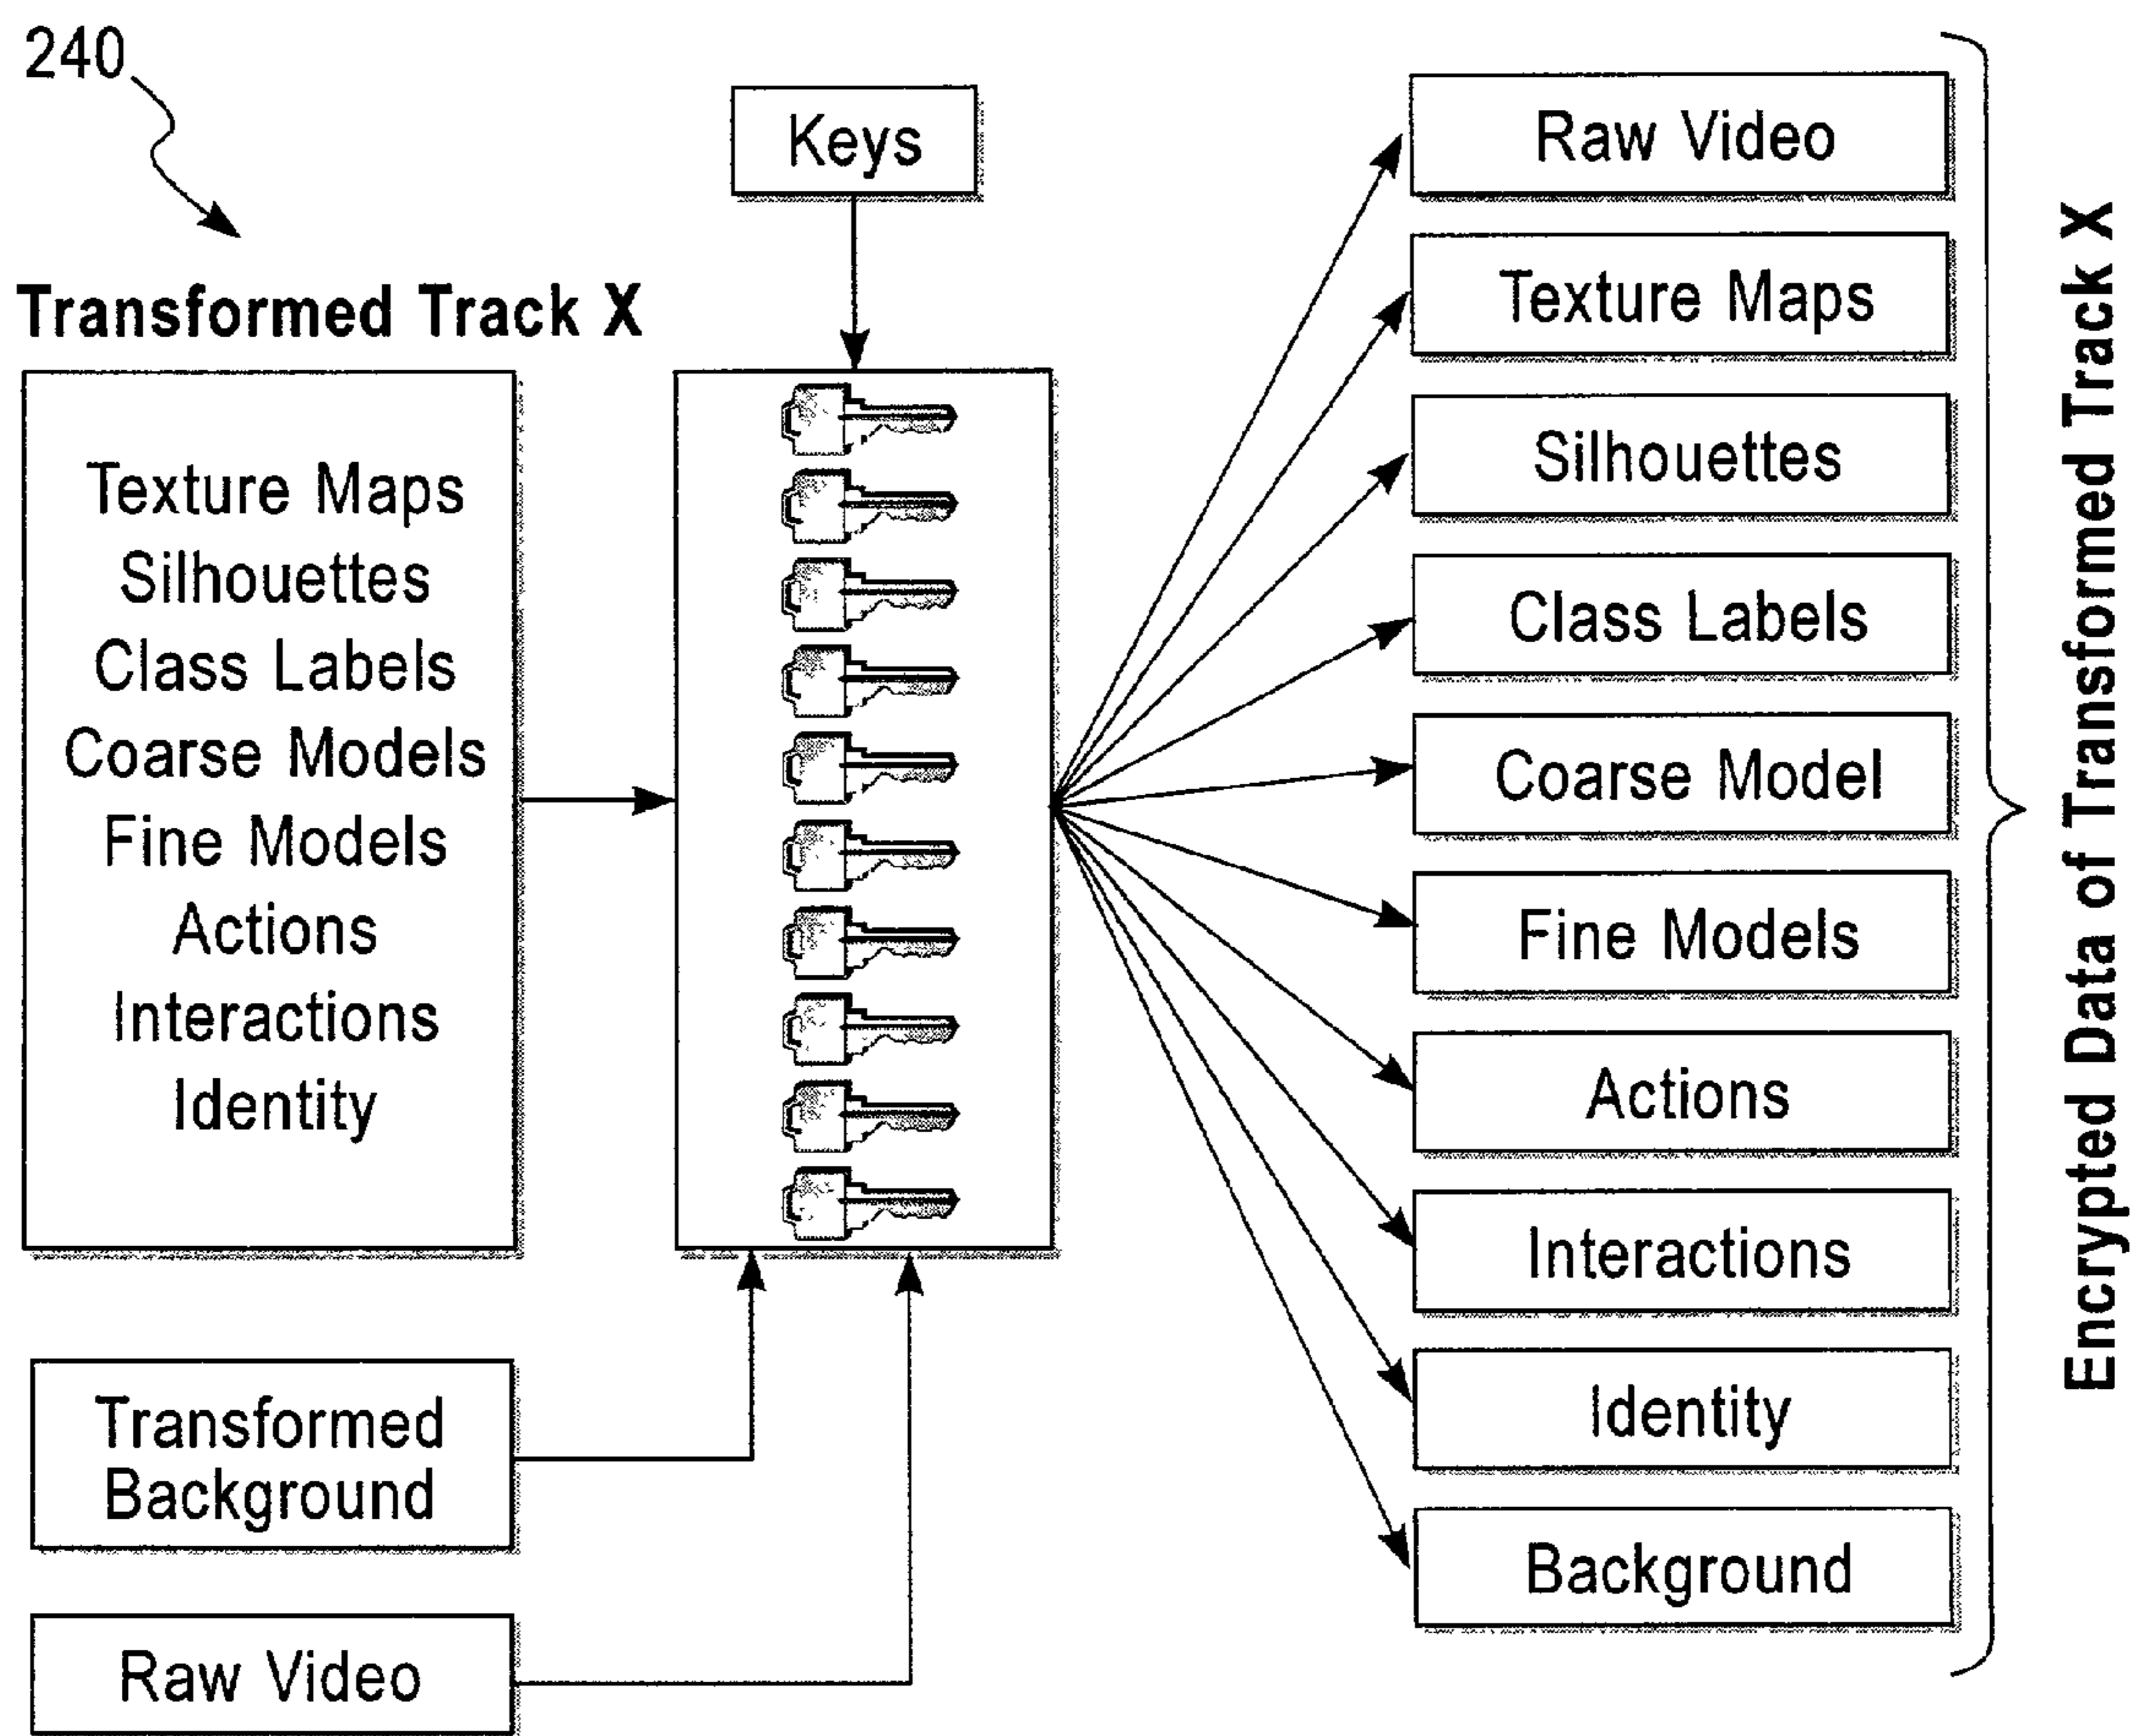 240
Transformed Track X
Texture Maps
Silhouettes
Class Labels
Coarse Models
Fine Models
Actions
Interactions
Identity
Transformed
Background
Raw Video
Keys
Raw Video
Texture Maps
Silhouettes
Class Labels
Coarse Model
Fine Models
Actions
Interactions
Identity
Background
Encrypted Data of Transformed Track X